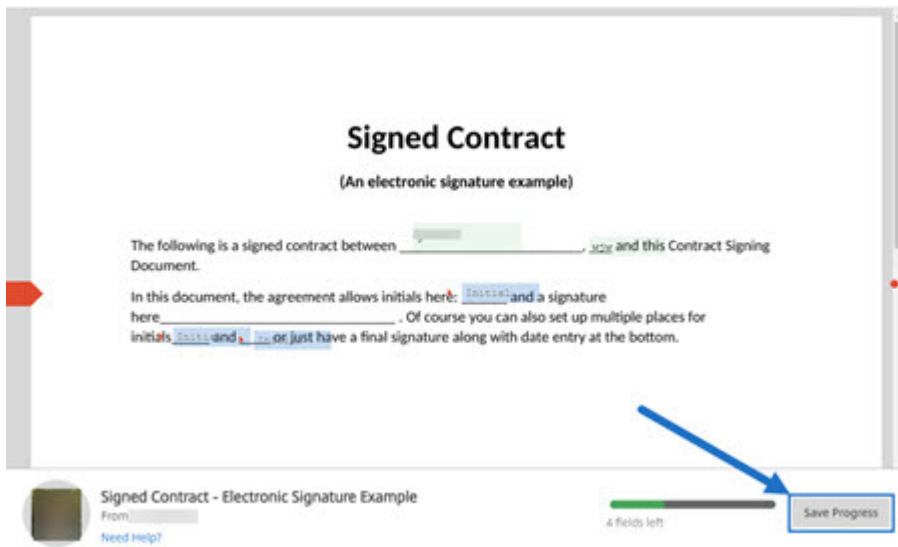 Signed Contract
(An electronic signature example)
The following is a signed contract between ______, and this Contract Signing
Document.
In this document, the agreement allows initials here: Initial and a signature
here______. Of course you can also set up multiple places for
initials Initi and or just have a final signature along with date entry at the bottom.
Signed Contract - Electronic Signature Example
From
Need Help?
4 fields left
Save Progress